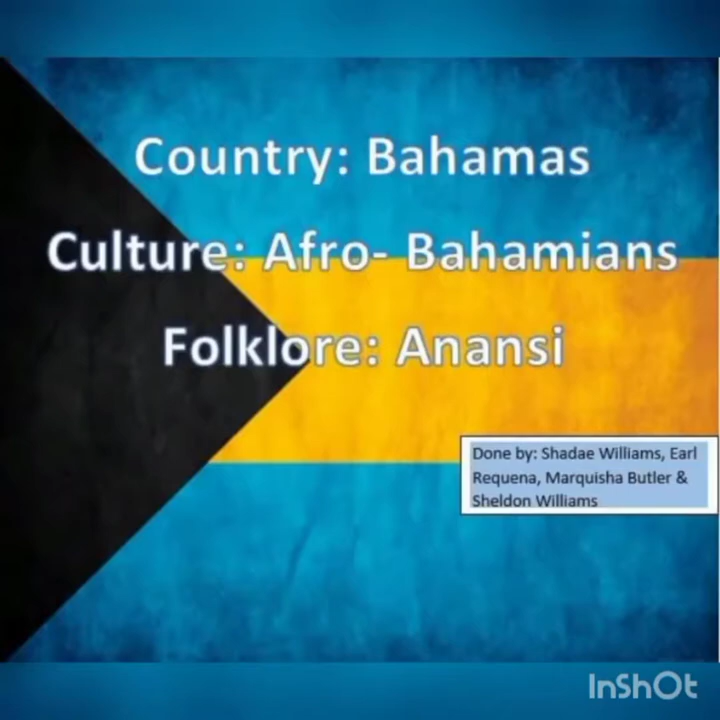 Country: Bahamas
Culture: Afro- Bahamians
Folklore: Anansi
Done by: Shadae Williams, Earl
Requena, Marquisha Butler &
Sheldon Williams
InShOt